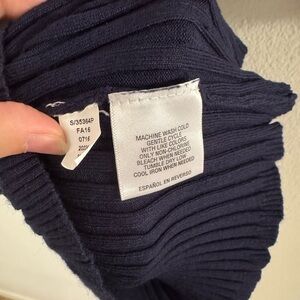 S/35364P
FA16
0716
MACHINE WASH COLD
GENTLE CYCLE
WITH LIKE COLORS
ONLY NON-CHLORINE
BLEACH WHEN NEEDED
TUMBLE DRY LOW
COOL IRON WHEN NEEDED
ESPAÑOL EN REVERSO